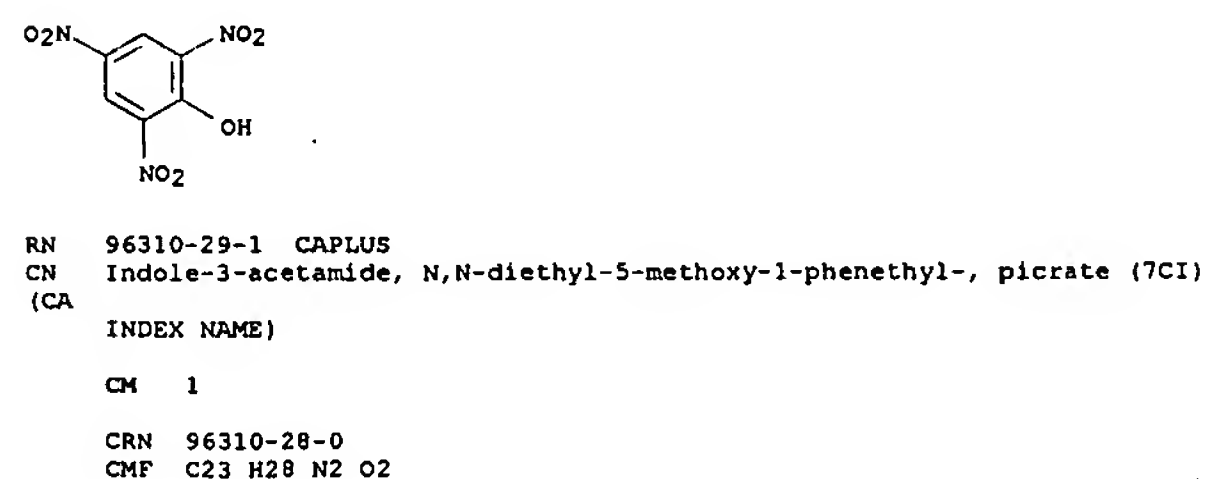 O2N NO2
OH
NO2
RN 96310-29-1 CAPLUS
CN Indole-3-acetamide, N,N-diethyl-5-methoxy-1-phenethyl-, picrate (7CI)
(CA
INDEX NAME)
CM 1
CRN 96310-28-0
CMF C23 H28 N2 O2